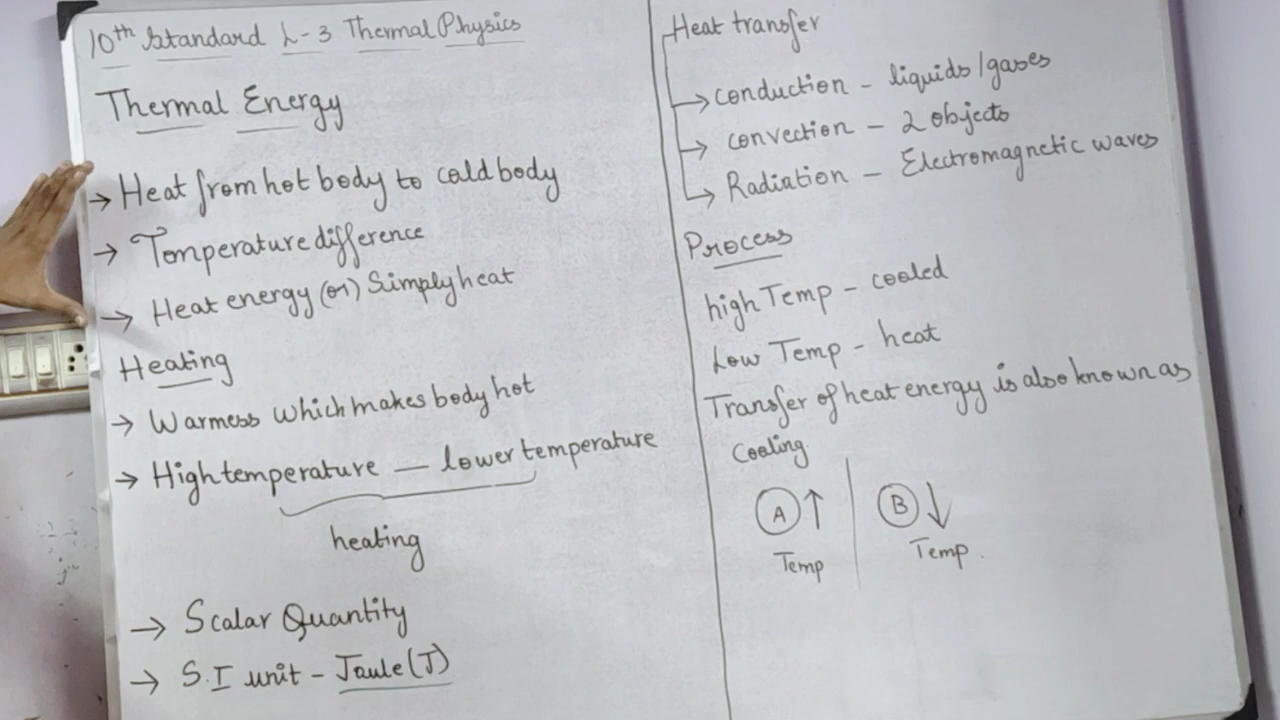 10th Standard L-3 Thermal Physics
Thermal Energy
→ Heat from hot body to cold body
→ Temperature difference
→ Heat energy (or) Simply heat
Heating
→ Warmess which makes body hot
→ High temperature — lower temperature
heating
→ Scalar Quantity
→ S.I unit - Joule (J)
Heat transfer
→ conduction - liquids/gases
→ convection - 2 objects
→ Radiation - Electromagnetic waves
Process
high Temp - cooled
Low Temp - heat
Transfer of heat energy is also known as
Cooling
A ↑ B ↓
Temp Temp.